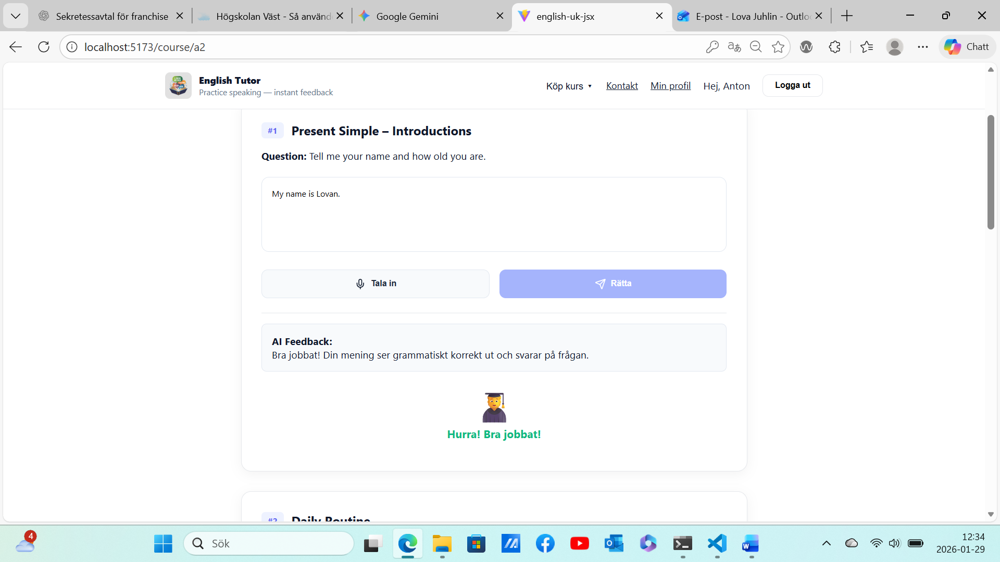 Sekretessavtal för franchise
Högskolan Väst - Så använd
Google Gemini
english-uk-jsx
E-post - Lova Juhlin - Outlo
localhost:5173/course/a2
Chatt
English Tutor
Practice speaking — instant feedback
Köp kurs ▾
Kontakt
Min profil
Hej, Anton
Logga ut
#1
Present Simple – Introductions
Question: Tell me your name and how old you are.
My name is Lovan.
Tala in
Rätta
AI Feedback:
Bra jobbat! Din mening ser grammatiskt korrekt ut och svarar på frågan.
Hurra! Bra jobbat!
#2
Daily Routine
4
Sök
12:34
2026-01-29